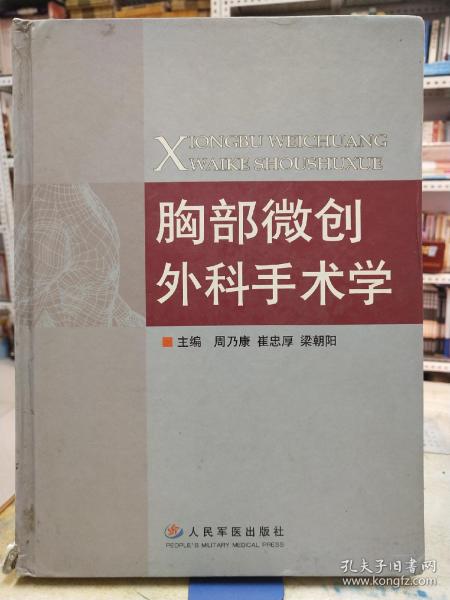 XIONGBU WEICHUANG
WAIKE SHOUSHUXUE
胸部微创
外科手术学
主编 周乃康 崔忠厚 梁朝阳
人民军医出版社
PEOPLE'S MILITARY MEDICAL PRESS
孔夫子旧书网
www.kongfz.com